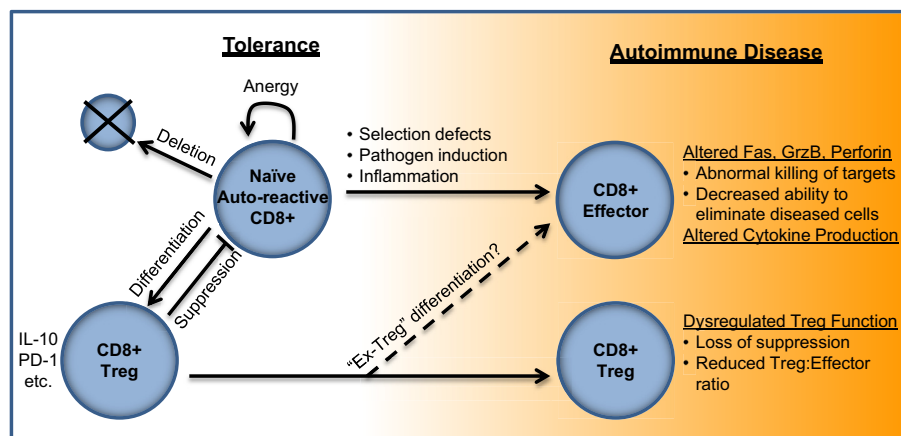 Tolerance
Autoimmune Disease
Anergy
Deletion
Naïve
Auto-reactive
CD8+
• Selection defects
• Pathogen induction
• Inflammation
CD8+
Effector
Altered Fas, GrzB, Perforin
• Abnormal killing of targets
• Decreased ability to
eliminate diseased cells
Altered Cytokine Production
Differentiation
Suppression
"Ex-Treg" differentiation?
IL-10
PD-1
etc.
CD8+
Treg
CD8+
Treg
Dysregulated Treg Function
• Loss of suppression
• Reduced Treg:Effector
ratio